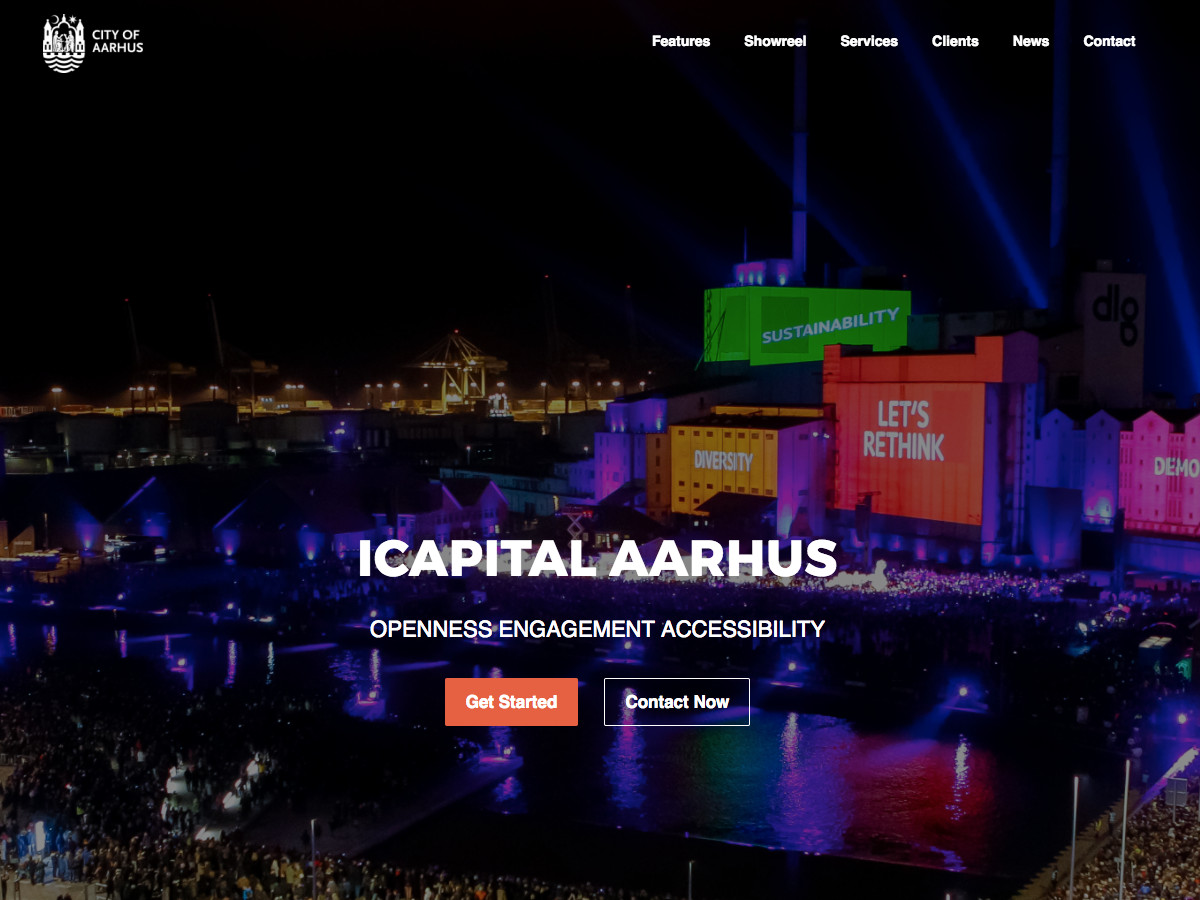 CITY OF
AARHUS
Features Showreel Services Clients News Contact
dlg
SUSTAINABILITY
LET'S
RETHINK
DIVERSITY
DEMO
ICAPITAL AARHUS
OPENNESS ENGAGEMENT ACCESSIBILITY
Get Started Contact Now